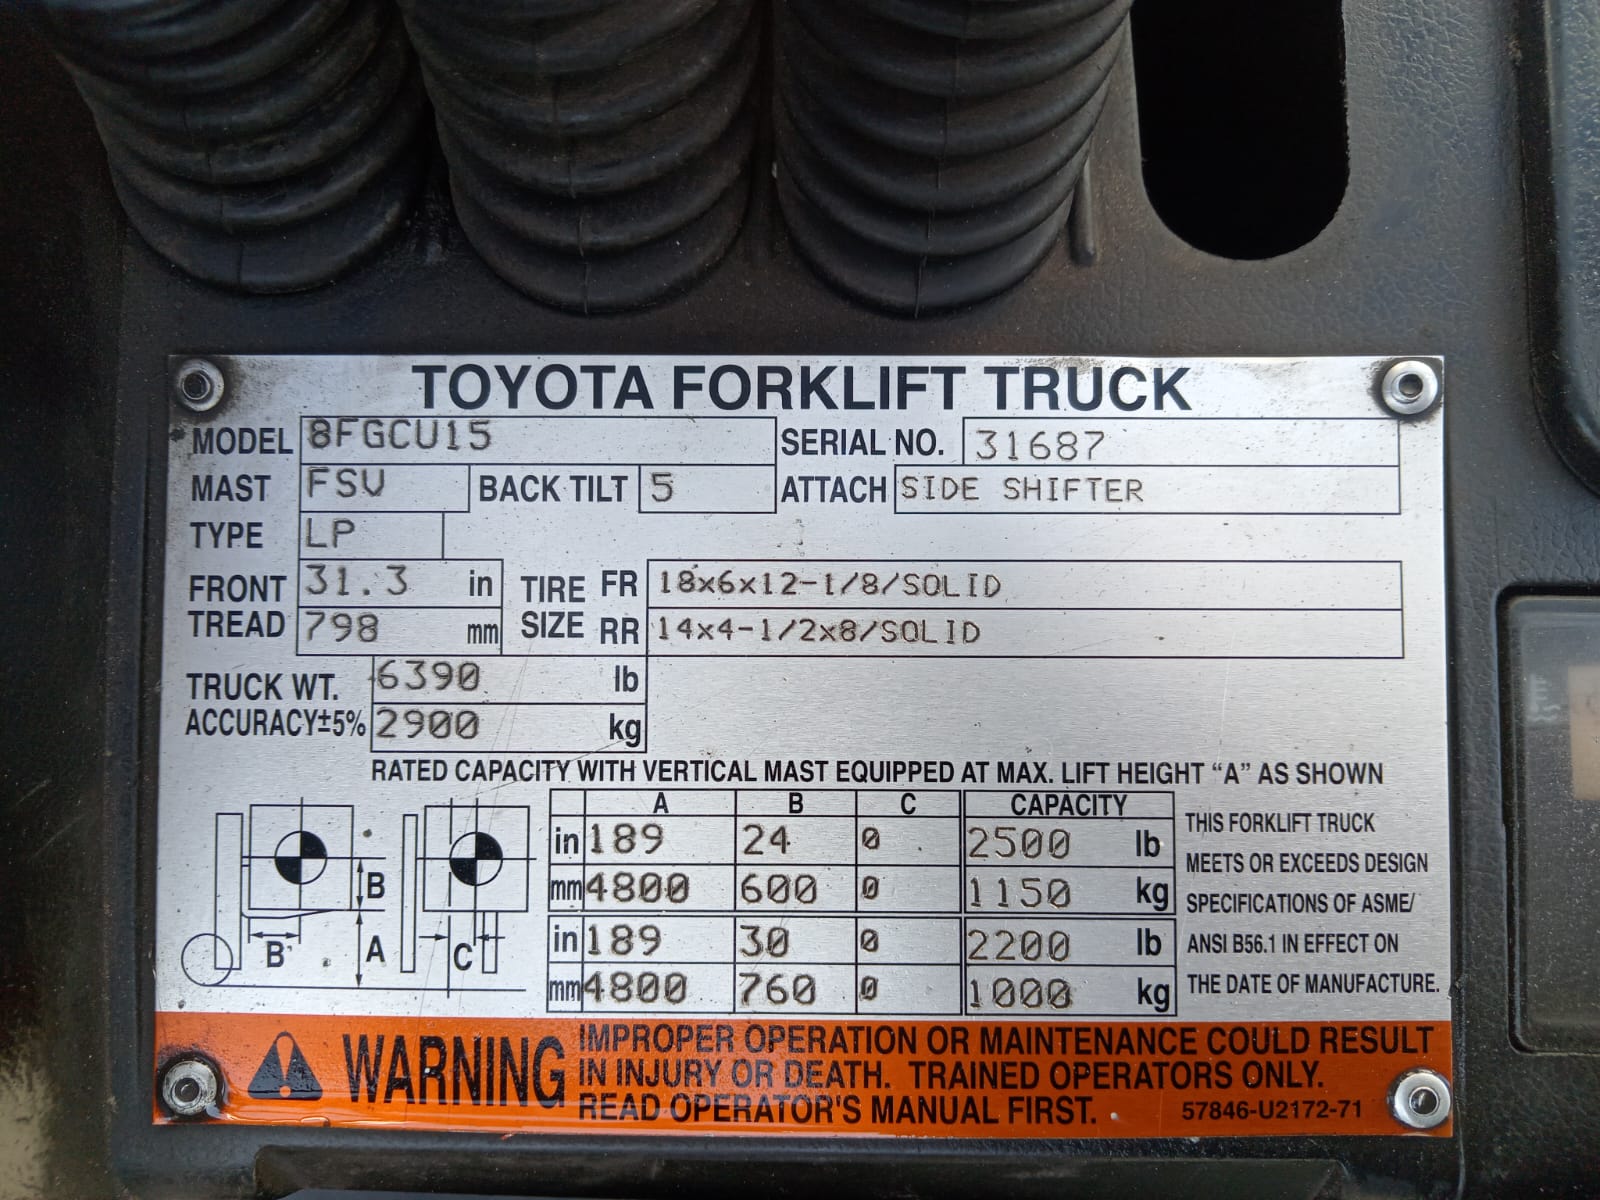 TOYOTA FORKLIFT TRUCK
MODEL 8FGCU15 SERIAL NO. 31687
MAST FSV BACK TILT 5 ATTACH SIDE SHIFTER
TYPE LP
FRONT TREAD 31.3 in 798 mm
TIRE SIZE FR 18x6x12-1/8/SOLID
RR 14x4-1/2x8/SOLID
TRUCK WT. 6390 lb
ACCURACY±5% 2900 kg
RATED CAPACITY WITH VERTICAL MAST EQUIPPED AT MAX. LIFT HEIGHT “A” AS SHOWN
A B C CAPACITY
in 189 24 0 2500 lb
mm 4800 600 0 1150 kg
in 189 30 0 2200 lb
mm 4800 760 0 1000 kg
B
B'
A
C
THIS FORKLIFT TRUCK
MEETS OR EXCEEDS DESIGN
SPECIFICATIONS OF ASME/
ANSI B56.1 IN EFFECT ON
THE DATE OF MANUFACTURE.
WARNING
IMPROPER OPERATION OR MAINTENANCE COULD RESULT
IN INJURY OR DEATH. TRAINED OPERATORS ONLY.
READ OPERATOR'S MANUAL FIRST.
57846-U2172-71